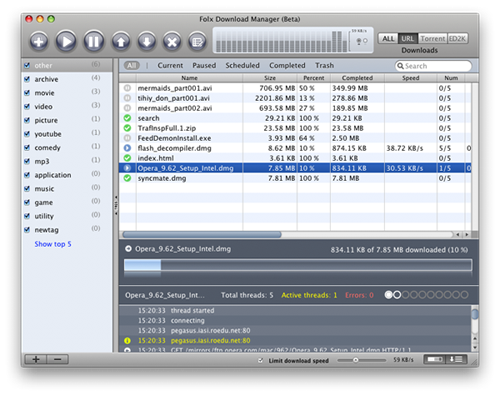 Folx Download Manager (Beta)
39 KB/s
ALL URL Torrent ED2K
Downloads
All Current Paused Scheduled Completed Trash Search
other (6)
archive (4)
movie (0)
video (3)
picture (0)
youtube (0)
comedy (0)
mp3 (0)
application (0)
music (0)
game (0)
utility (0)
newtag (0)
Show top 5
Name Size Percent Completed Speed Num
mermaids_part001.avi 706.95 MB 50 % 349.99 MB 0/5
tihiy_don_part001.avi 2201.86 MB 13 % 278.86 MB 0/5
mermaids_part002.avi 693.58 MB 27 % 189.85 MB 0/5
search 29.21 KB 100% 29.21 KB 0/5
TrafInspFull.1.zip 23.58 MB 100% 23.58 MB 0/5
FeedDemonInstall.exe 3.94 MB 64 % 2.50 MB 0/5
flash_decompiler.dmg 8.62 MB 10 % 874.15 KB 38.72 KB/s 5/5 0
index.html 3.61 KB 100% 3.61 KB 0/5
Opera_9.62_Setup_Intel.dmg 7.85 MB 10 % 834.11 KB 30.53 KB/s 1/5 0
syncmate.dmg 7.81 MB 100% 7.81 MB 0/5
Opera_9.62_Setup_Intel.dmg 834.11 KB of 7.85 MB downloaded (10 %)
Opera_9.62_Setup_Int... Total threads: 5 Active threads: 1 Errors: 0
15:20:33 thread started
15:20:33 connecting
15:20:33 pegasus.iasi.roedu.net:80
15:20:33 pegasus.iasi.roedu.net:80
15:20:33 GET /mirrors/ftp.opera.com/mac/962/Opera_9.62_Setup_Intel.dmg HTTP/1.1
Limit download speed 59 KB/s